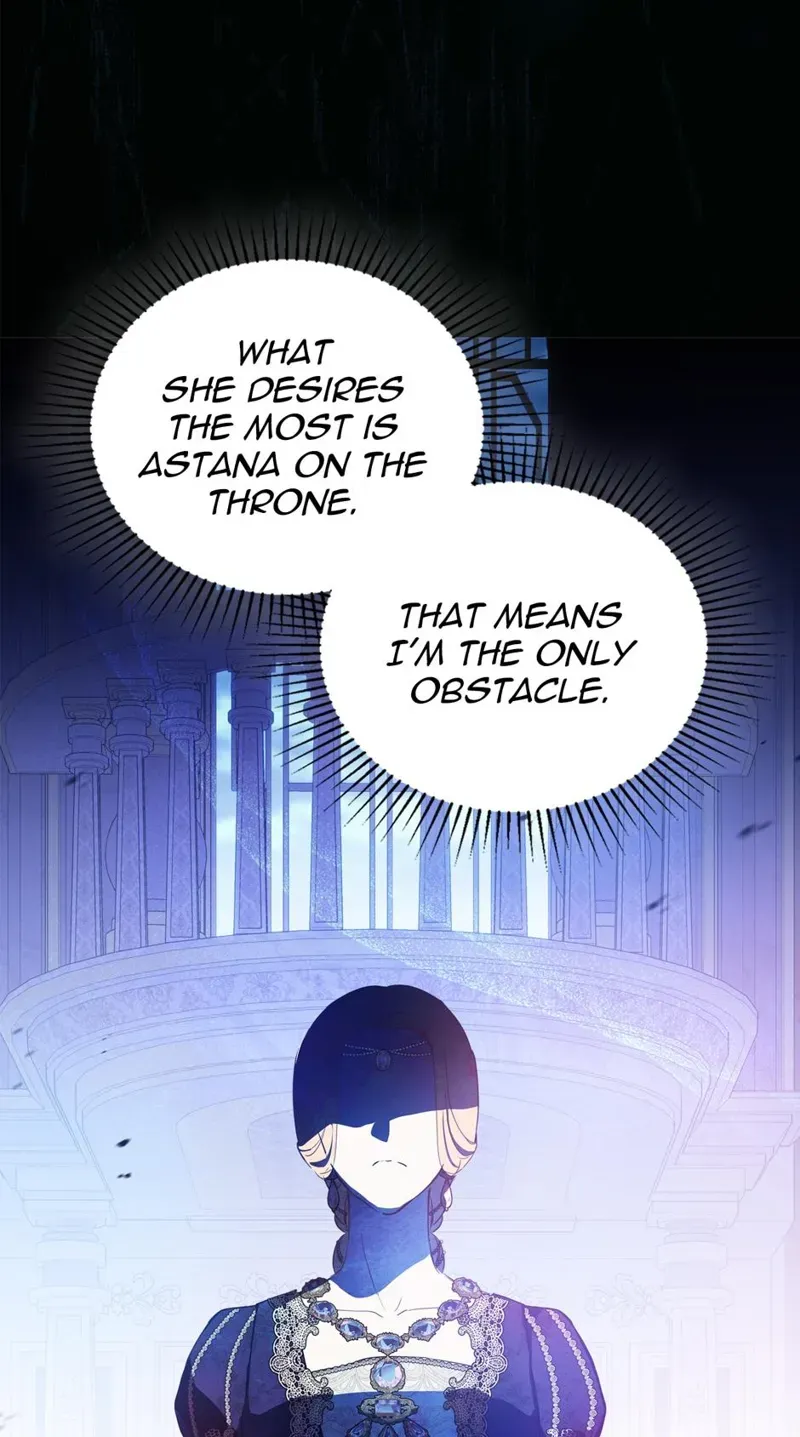 WHAT
SHE DESIRES
THE MOST IS
ASTANA ON THE
THRONE.
THAT MEANS
I'M THE ONLY
OBSTACLE.